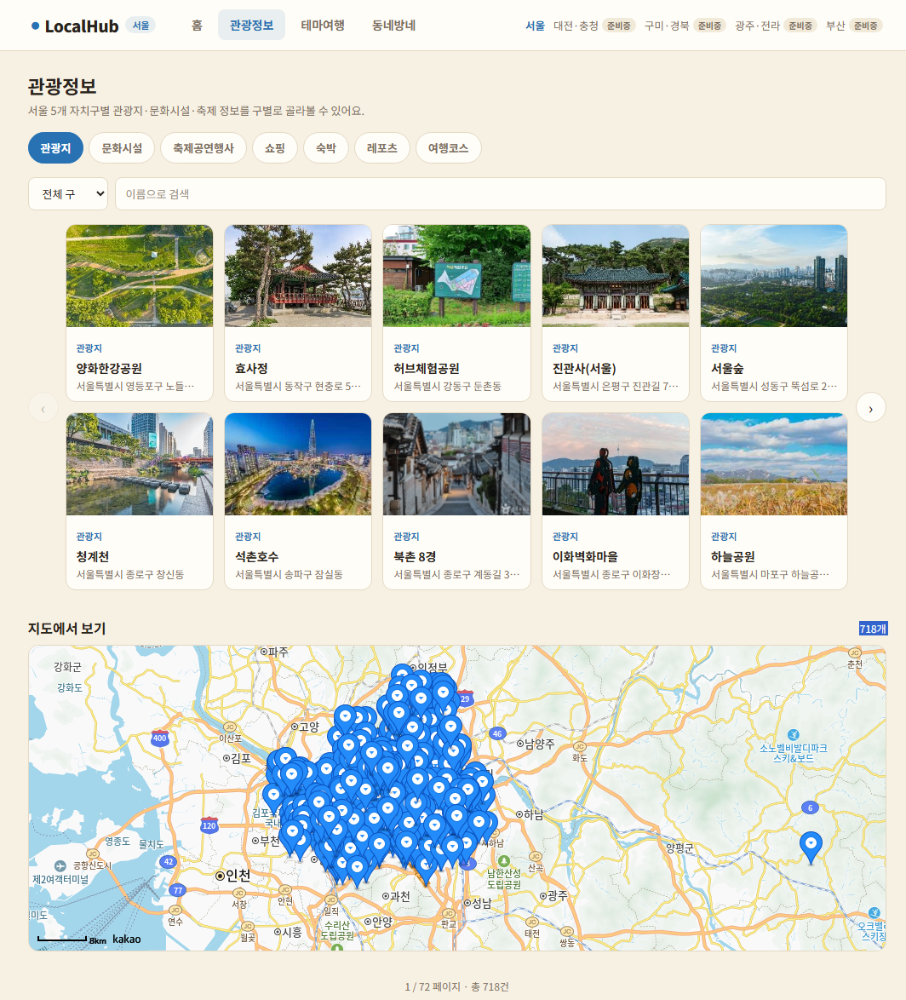 LocalHub 서울 홈 관광정보 테마여행 동네방네 서울 대전·충청 준비중 구미·경북 준비중 광주·전라 준비중 부산 준비중
관광정보
서울 5개 자치구별 관광지·문화시설·축제 정보를 구별로 골라볼 수 있어요.
관광지 문화시설 축제공연행사 쇼핑 숙박 레포츠 여행코스
전체 구 이름으로 검색
관광지 관광지 관광지 관광지 관광지
양화한강공원 효사정 허브체험공원 진관사(서울) 서울숲
서울특별시 영등포구 노들… 서울특별시 동작구 현충로 5… 서울특별시 강동구 둔촌동 서울특별시 은평구 진관길 7… 서울특별시 성동구 뚝섬로 2…
‹ ›
관광지 관광지 관광지 관광지 관광지
청계천 석촌호수 북촌 8경 이화벽화마을 하늘공원
서울특별시 종로구 창신동 서울특별시 송파구 잠실동 서울특별시 종로구 계동길 3… 서울특별시 종로구 이화장… 서울특별시 마포구 하늘공…
지도에서 보기 718개
파주
의정부
강화군
JC
춘천
강화도
29
고양
JC
이산포
400
46
남양주
JC
화도
소노벨비발디파크
스키&보드
김포
6
하남
120
부천
영종도
물치도
양평군
JC
공항신도시
42
제2여객터미널
인천
남한산성
도립공원
JC
산곡
77
JC
서창
JC
안현
JC
일직
과천
성남
광주
JC
연수
안양
JC
판교
수리산
도립공원
JC
월곶
시흥
JC
태전
JC
쌍동
8km kakao
1 / 72 페이지 · 총 718건